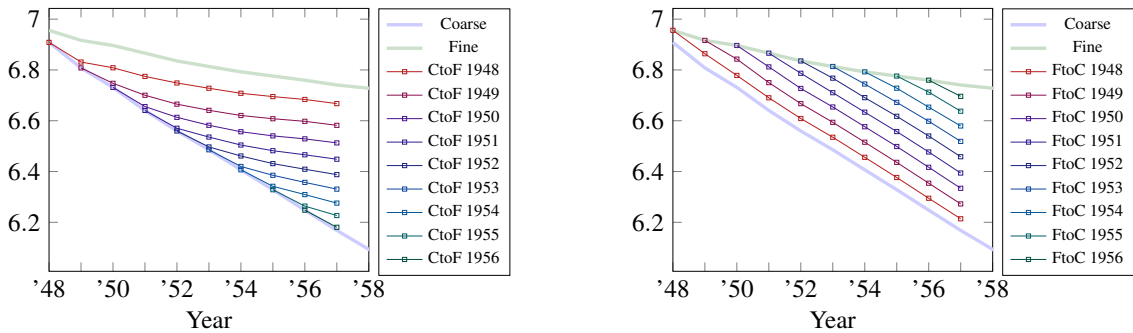 7
6.8
6.6
6.4
6.2
'48
'50
'52
'54
'56
'58
Year
Coarse
Fine
CtoF 1948
CtoF 1949
CtoF 1950
CtoF 1951
CtoF 1952
CtoF 1953
CtoF 1954
CtoF 1955
CtoF 1956
7
6.8
6.6
6.4
6.2
'48
'50
'52
'54
'56
'58
Year
Coarse
Fine
FtoC 1948
FtoC 1949
FtoC 1950
FtoC 1951
FtoC 1952
FtoC 1953
FtoC 1954
FtoC 1955
FtoC 1956